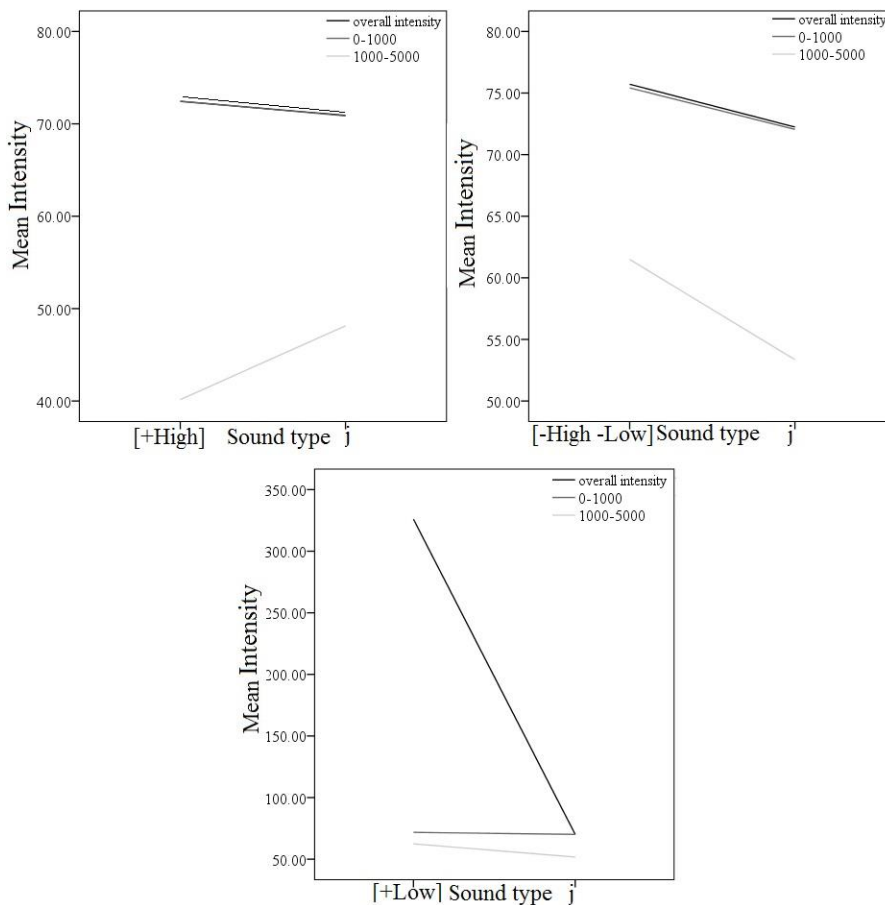 overall intensity
0-1000
1000-5000
80.00
70.00
60.00
50.00
40.00
Mean Intensity
[+High] Sound type j
overall intensity
0-1000
1000-5000
80.00
75.00
70.00
65.00
60.00
55.00
50.00
Mean Intensity
[-High -Low] Sound type j
overall intensity
0-1000
1000-5000
350.00
300.00
250.00
200.00
150.00
100.00
50.00
Mean Intensity
[+Low] Sound type j